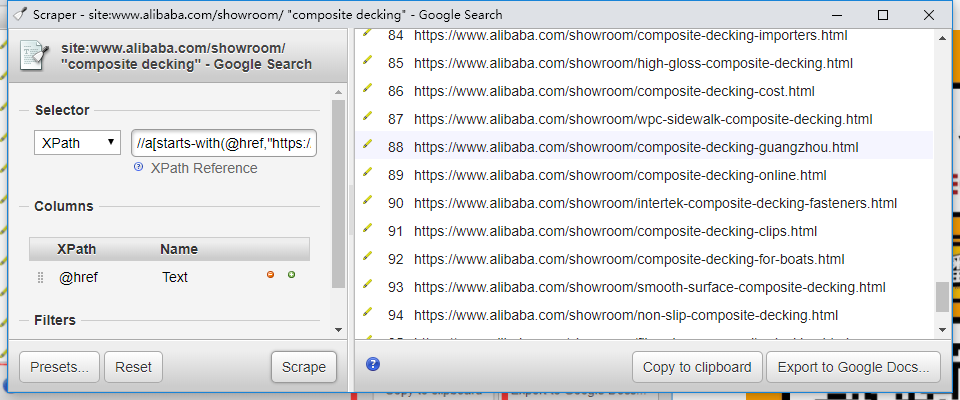 Scraper - site:www.alibaba.com/showroom/ "composite decking" - Google Search
site:www.alibaba.com/showroom/
"composite decking" - Google Search
Selector
XPath
//a[starts-with(@href,"https:/
XPath Reference
Columns
XPath Name
@href Text
Filters
Presets...
Reset
Scrape
84 https://www.alibaba.com/showroom/composite-decking-importers.html
85 https://www.alibaba.com/showroom/high-gloss-composite-decking.html
86 https://www.alibaba.com/showroom/composite-decking-cost.html
87 https://www.alibaba.com/showroom/wpc-sidewalk-composite-decking.html
88 https://www.alibaba.com/showroom/composite-decking-guangzhou.html
89 https://www.alibaba.com/showroom/composite-decking-online.html
90 https://www.alibaba.com/showroom/intertek-composite-decking-fasteners.html
91 https://www.alibaba.com/showroom/composite-decking-clips.html
92 https://www.alibaba.com/showroom/composite-decking-for-boats.html
93 https://www.alibaba.com/showroom/smooth-surface-composite-decking.html
94 https://www.alibaba.com/showroom/non-slip-composite-decking.html
Copy to clipboard
Export to Google Docs...